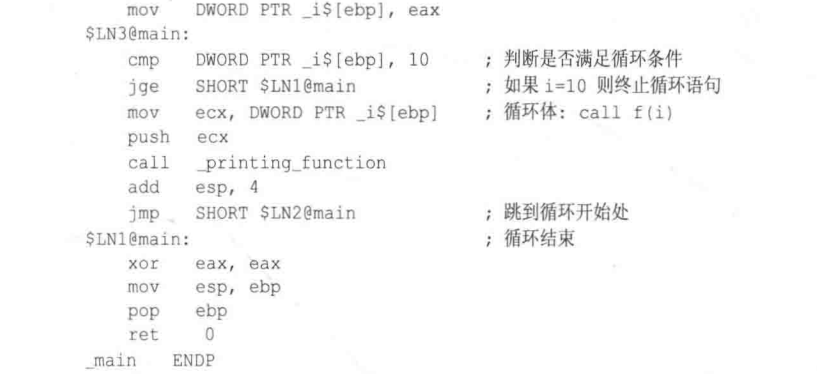 mov DWORD PTR _i$[ebp], eax
$LN3@main:
cmp DWORD PTR _i$[ebp], 10 ; 判断是否满足循环条件
jge SHORT $LN1@main ; 如果 i=10 则终止循环语句
mov ecx, DWORD PTR _i$[ebp] ; 循环体: call f(i)
push ecx
call _printing_function
add esp, 4
jmp SHORT $LN2@main ; 跳到循环开始处
$LN1@main: ; 循环结束
xor eax, eax
mov esp, ebp
pop ebp
ret 0
_main ENDP